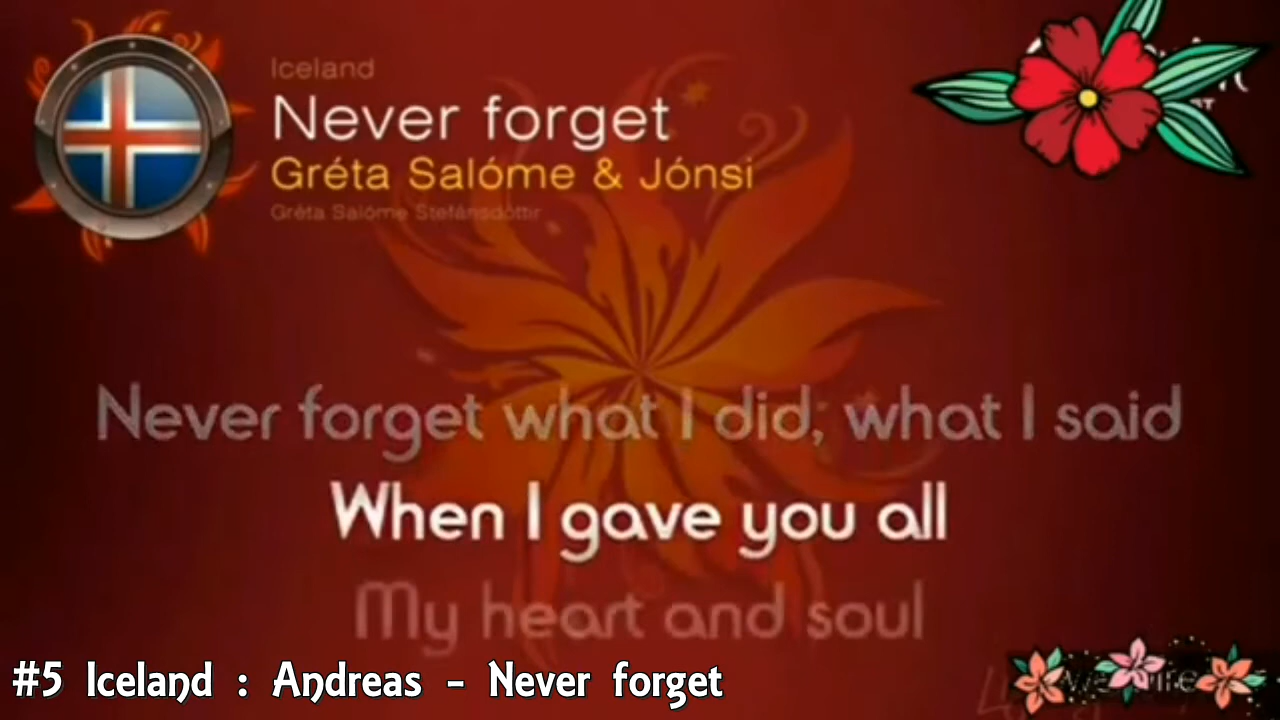 Iceland
Never forget
Gréta Salóme & Jónsi
Gréta Salóme Stefánsdóttir
Never forget what I did, what I said
When I gave you all
My heart and soul
#5 Iceland : Andreas - Never forget